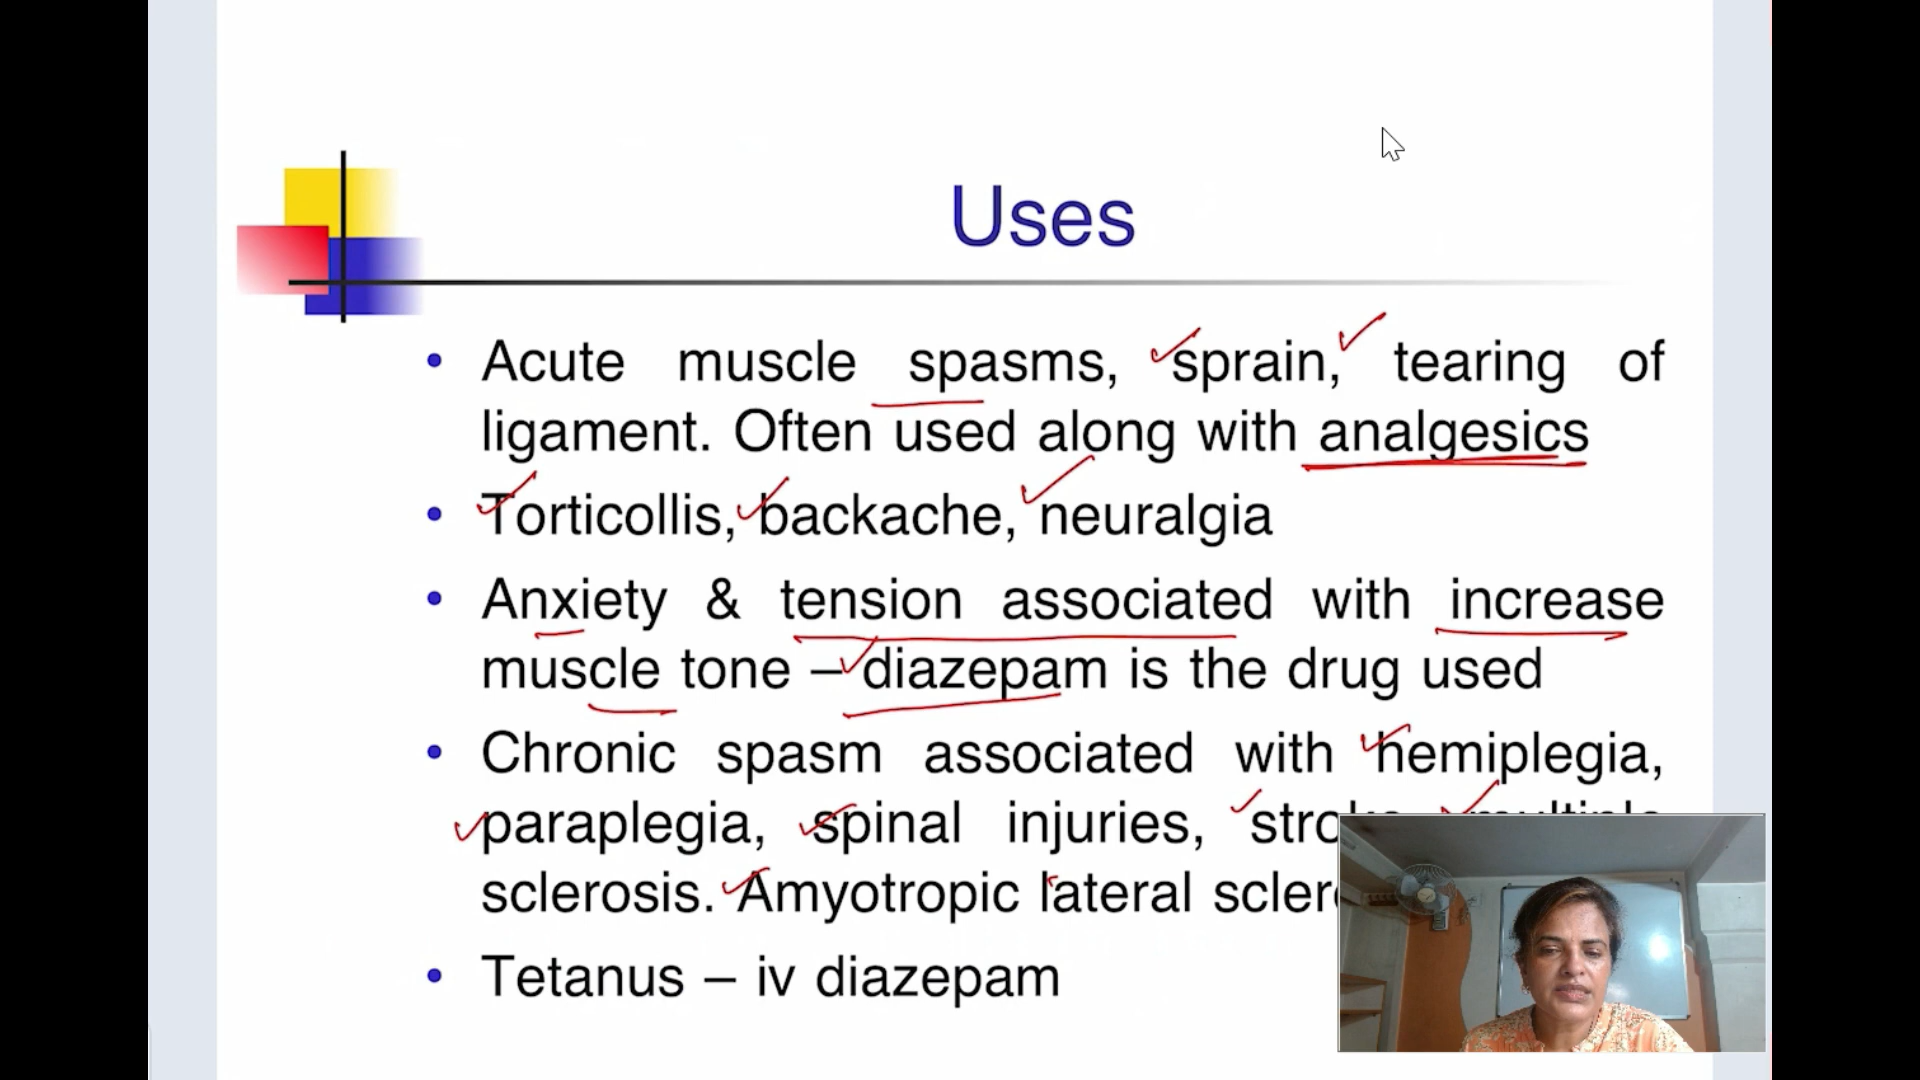 Uses
• Acute muscle spasms, sprain, tearing of
ligament. Often used along with analgesics
• Torticollis, backache, neuralgia
• Anxiety & tension associated with increase
muscle tone – diazepam is the drug used
• Chronic spasm associated with hemiplegia,
paraplegia, spinal injuries, stroke, multiple
sclerosis. Amyotropic lateral
• Tetanus – iv diazepam